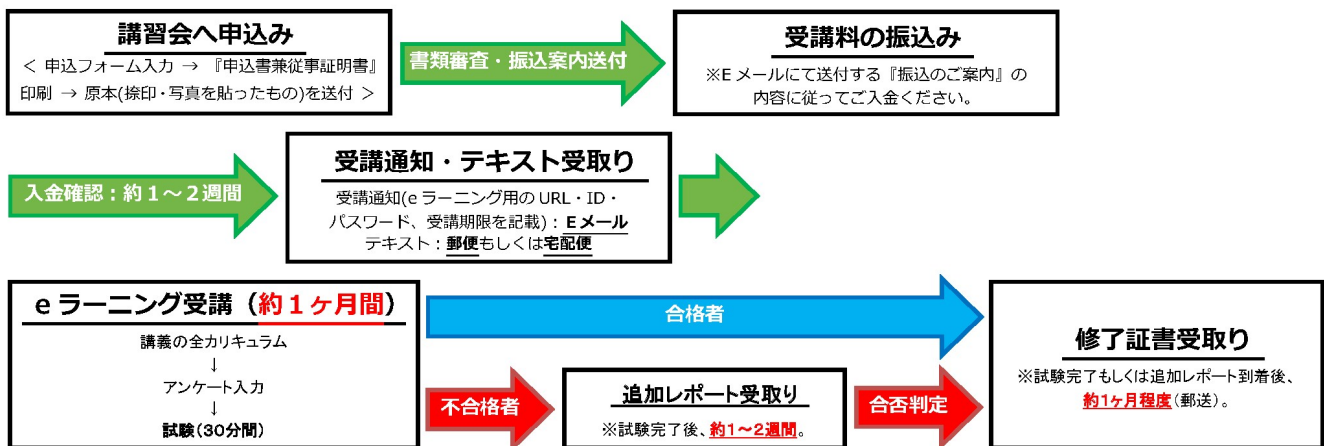 講習会へ申込み
< 申込フォーム入力 → 『申込書兼従事証明書』
印刷 → 原本(捺印・写真を貼ったもの)を送付 >
書類審査・振込案内送付
受講料の振込み
※Eメールにて送付する『振込のご案内』の
内容に従ってご入金ください。
入金確認：約１～２週間
受講通知・テキスト受取り
受講通知(eラーニング用のURL・ID・
パスワード、受講期限を記載)：Eメール
テキスト：郵便もしくは宅配便
eラーニング受講（約１ヶ月間）
講義の全カリキュラム
↓
アンケート入力
↓
試験(30分間)
合格者
不合格者
追加レポート受取り
※試験完了後、約1～2週間。
合否判定
修了証書受取り
※試験完了もしくは追加レポート到着後、
約1ヶ月程度(郵送)。